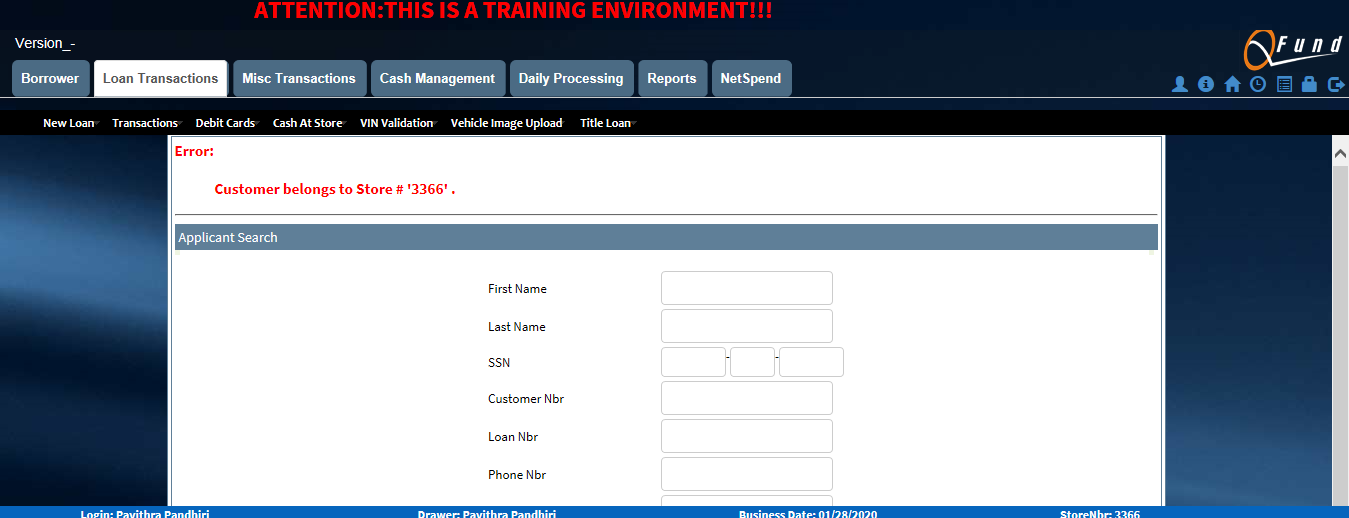 ATTENTION:THIS IS A TRAINING ENVIRONMENT!!!
Version_-
QFund
Borrower Loan Transactions Misc Transactions Cash Management Daily Processing Reports NetSpend
New Loan Transactions Debit Cards Cash At Store VIN Validation Vehicle Image Upload Title Loan
Error:
Customer belongs to Store # '3366' .
Applicant Search
First Name
Last Name
SSN - -
Customer Nbr
Loan Nbr
Phone Nbr
Login: Pavithra Pandhiri Drawer: Pavithra Pandhiri Business Date: 01/28/2020 StoreNbr: 3366